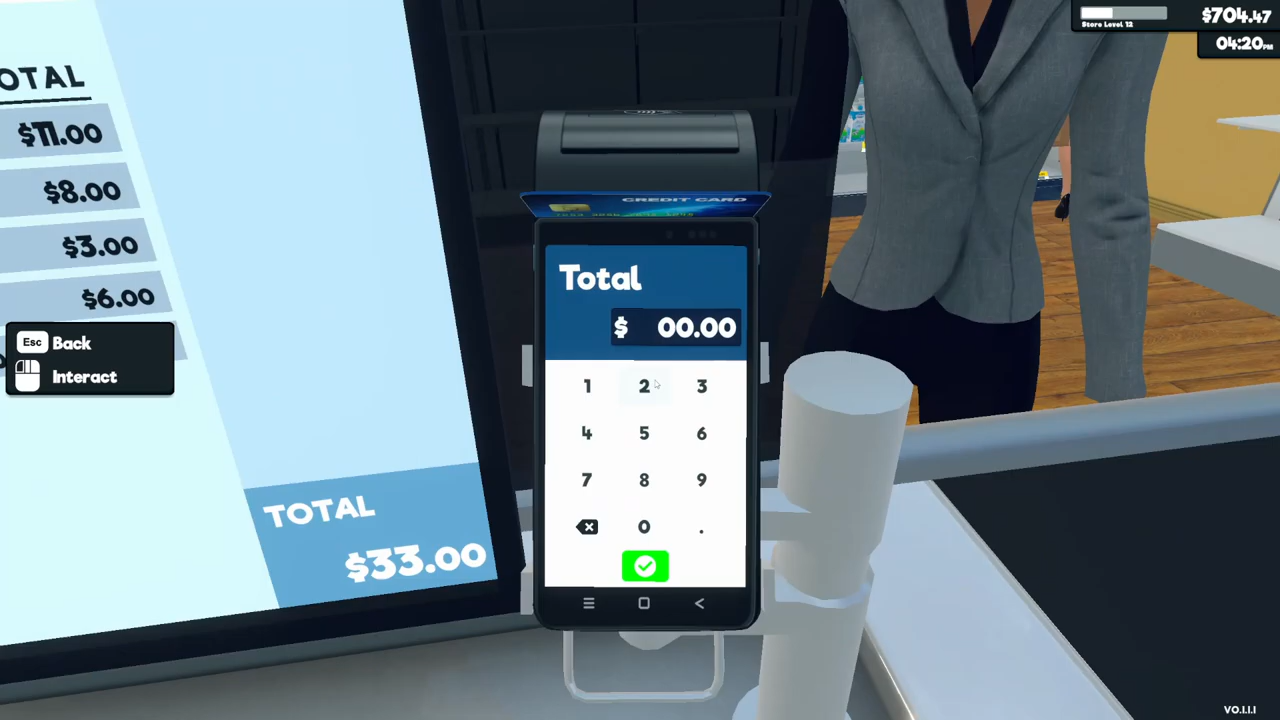 $704.47
Store Level 12
04:20PM
OTAL
$11.00
$8.00
$3.00
$6.00
Esc Back
Interact
TOTAL
$33.00
CREDIT CARD
Total
$ 00.00
1 2 3
4 5 6
7 8 9
0 .
V0.1.1.1